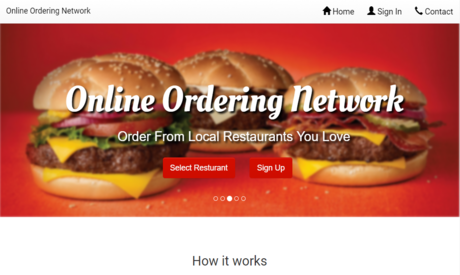 Online Ordering Network
Home
Sign In
Contact
Online Ordering Network
Order From Local Restaurants You Love
Select Resturant
Sign Up
How it works